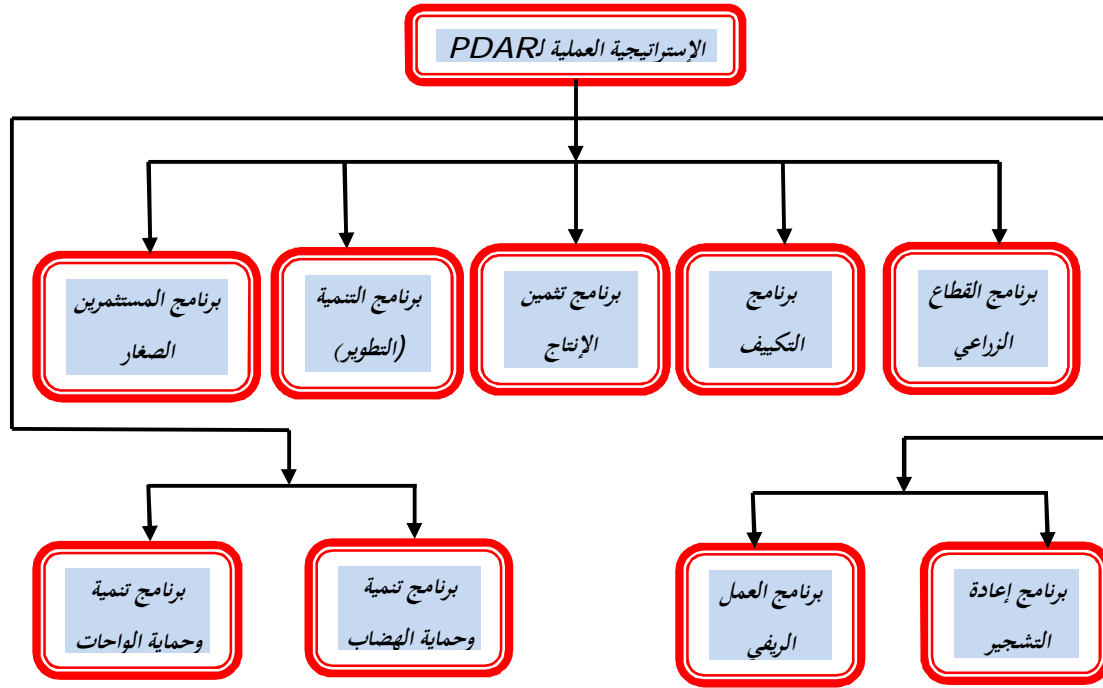 الإستراتيجية العملية لـPDAR
برنامج القطاع
الزراعي
برنامج
التكييف
برنامج تثمين
الإنتاج
برنامج التنمية
(التطوير)
برنامج المستثمرين
الصغار
برنامج إعادة
التشجير
برنامج العمل
الريفي
برنامج تنمية
وحماية الهضاب
برنامج تنمية
وحماية الواحات